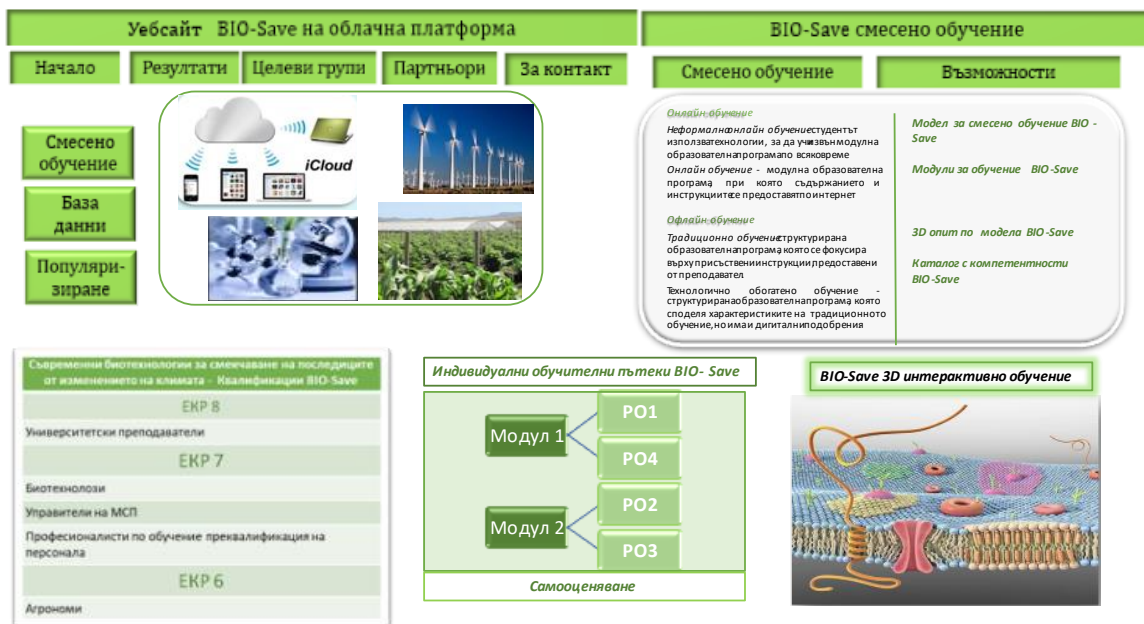 Уебсайт BIO-Save на облачна платформа
Начало
Резултати
Целеви групи
Партньори
За контакт
Смесено
обучение
База
данни
Популяри-
зиране
iCloud
BIO-Save смесено обучение
Смесено обучение
Възможности
Онлайн обучение
Неформално онлайн обучение студентът
използва технологии, за да учи извън модулна
образователна програма по всяко време
Онлайн обучение - модулна образователна
програма, при която съдържанието и
инструкциите се предоставят по интернет
Офлайн обучение
Традиционно обучение структурирана
образователна програма, която се фокусира
върху присъствени инструкции, предоставени
от преподавател.
Технологично обогатено обучение -
структурирана образователна програма, която
споделя характеристиките на традиционното
обучение, но има и дигитални подобрения
Модел за смесено обучение BIO -
Save
Модули за обучение BIO-Save
3D опит по модела BIO-Save
Каталог с компетентности
BIO-Save
Съвременни биотехнологии за смекчаване на последиците
от изменението на климата - Квалификации BIO-Save
ЕКР 8
Университетски преподаватели
ЕКР 7
Биотехнолози
Управители на МСП
Професионалисти по обучение преквалификация на
персонала
ЕКР 6
Агрономи
Индивидуални обучителни пътеки BIO- Save
Модул 1
РО1
РО4
Модул 2
РО2
РО3
Самооценяване
BIO-Save 3D интерактивно обучение